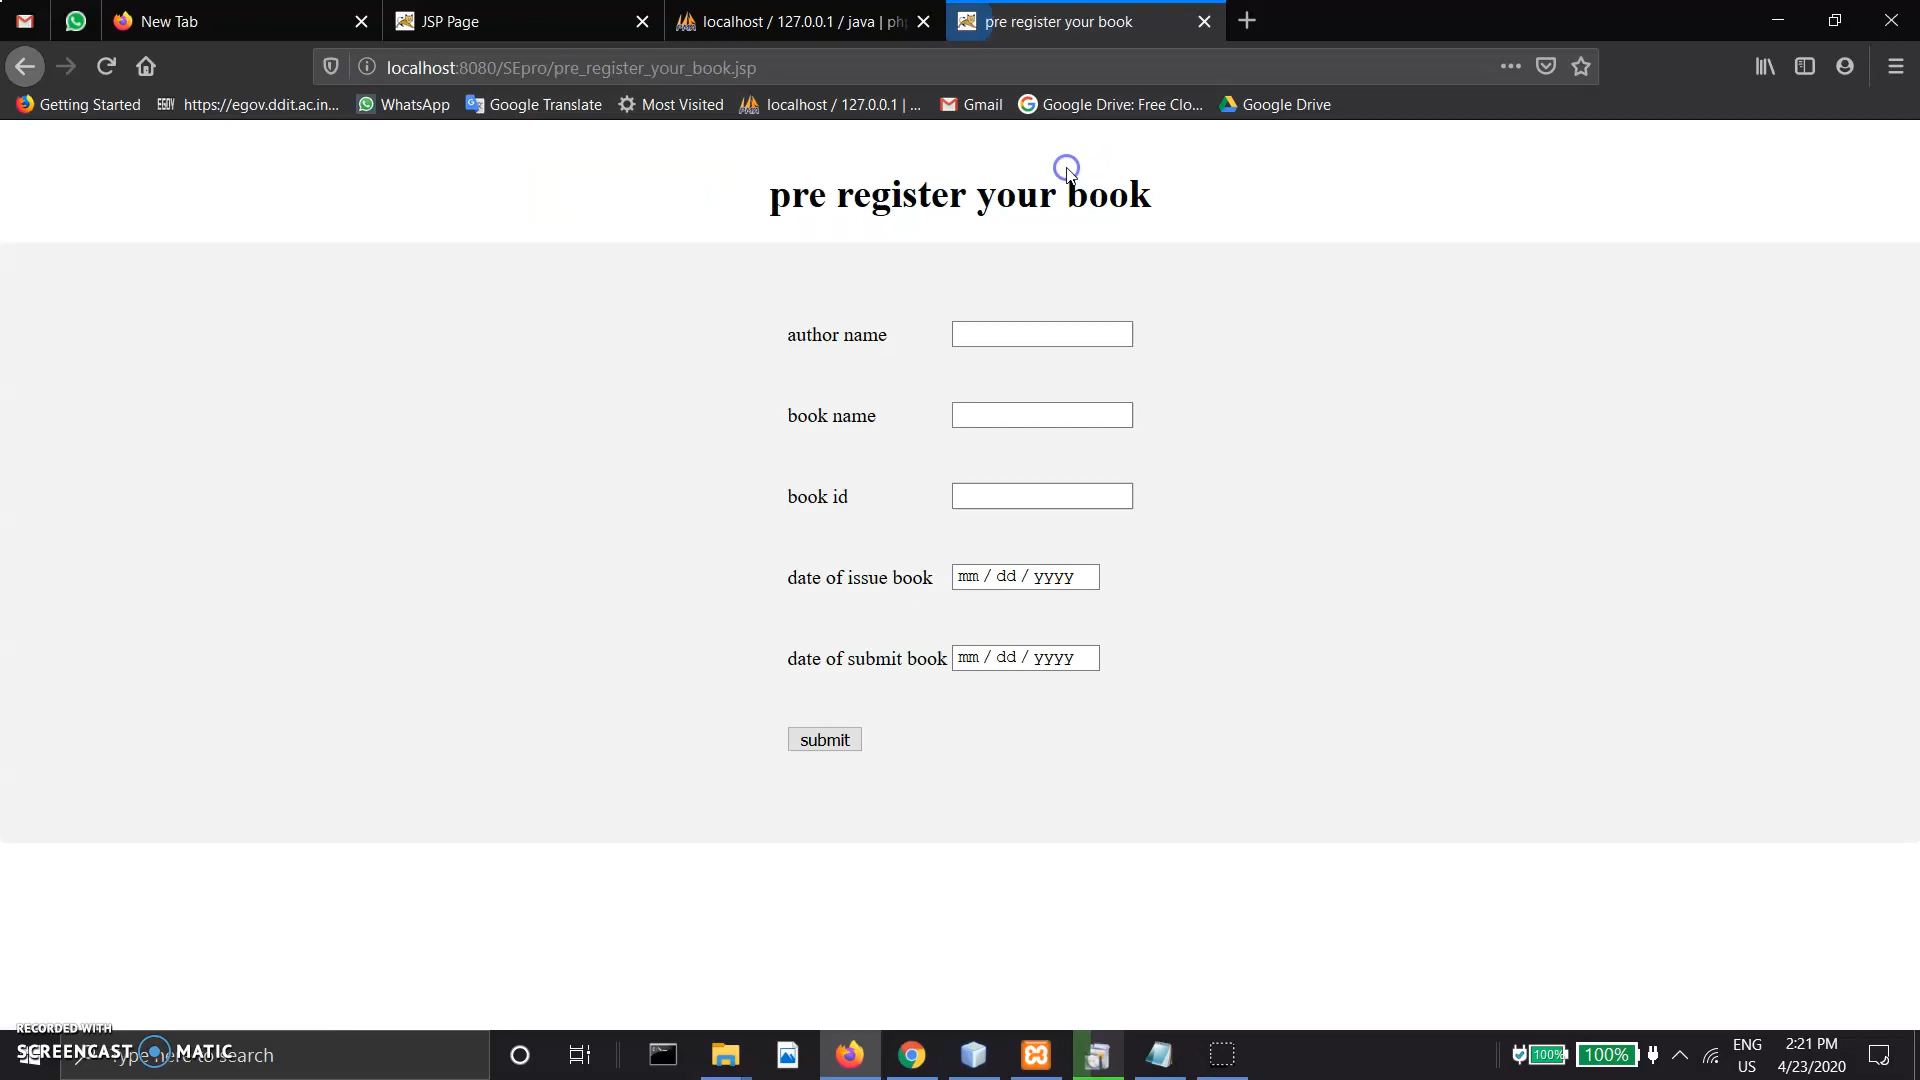 New Tab
JSP Page
localhost / 127.0.0.1 / java | ph
pre register your book
localhost:8080/SEpro/pre_register_your_book.jsp
Getting Started
https://egov.ddit.ac.in...
WhatsApp
Google Translate
Most Visited
localhost / 127.0.0.1 | ...
Gmail
Google Drive: Free Clo...
Google Drive
pre register your book
author name
book name
book id
date of issue book mm / dd / yyyy
date of submit book mm / dd / yyyy
submit
RECORDED WITH
SCREENCAST MATIC
Type here to search
100%
100%
ENG
US
2:21 PM
4/23/2020